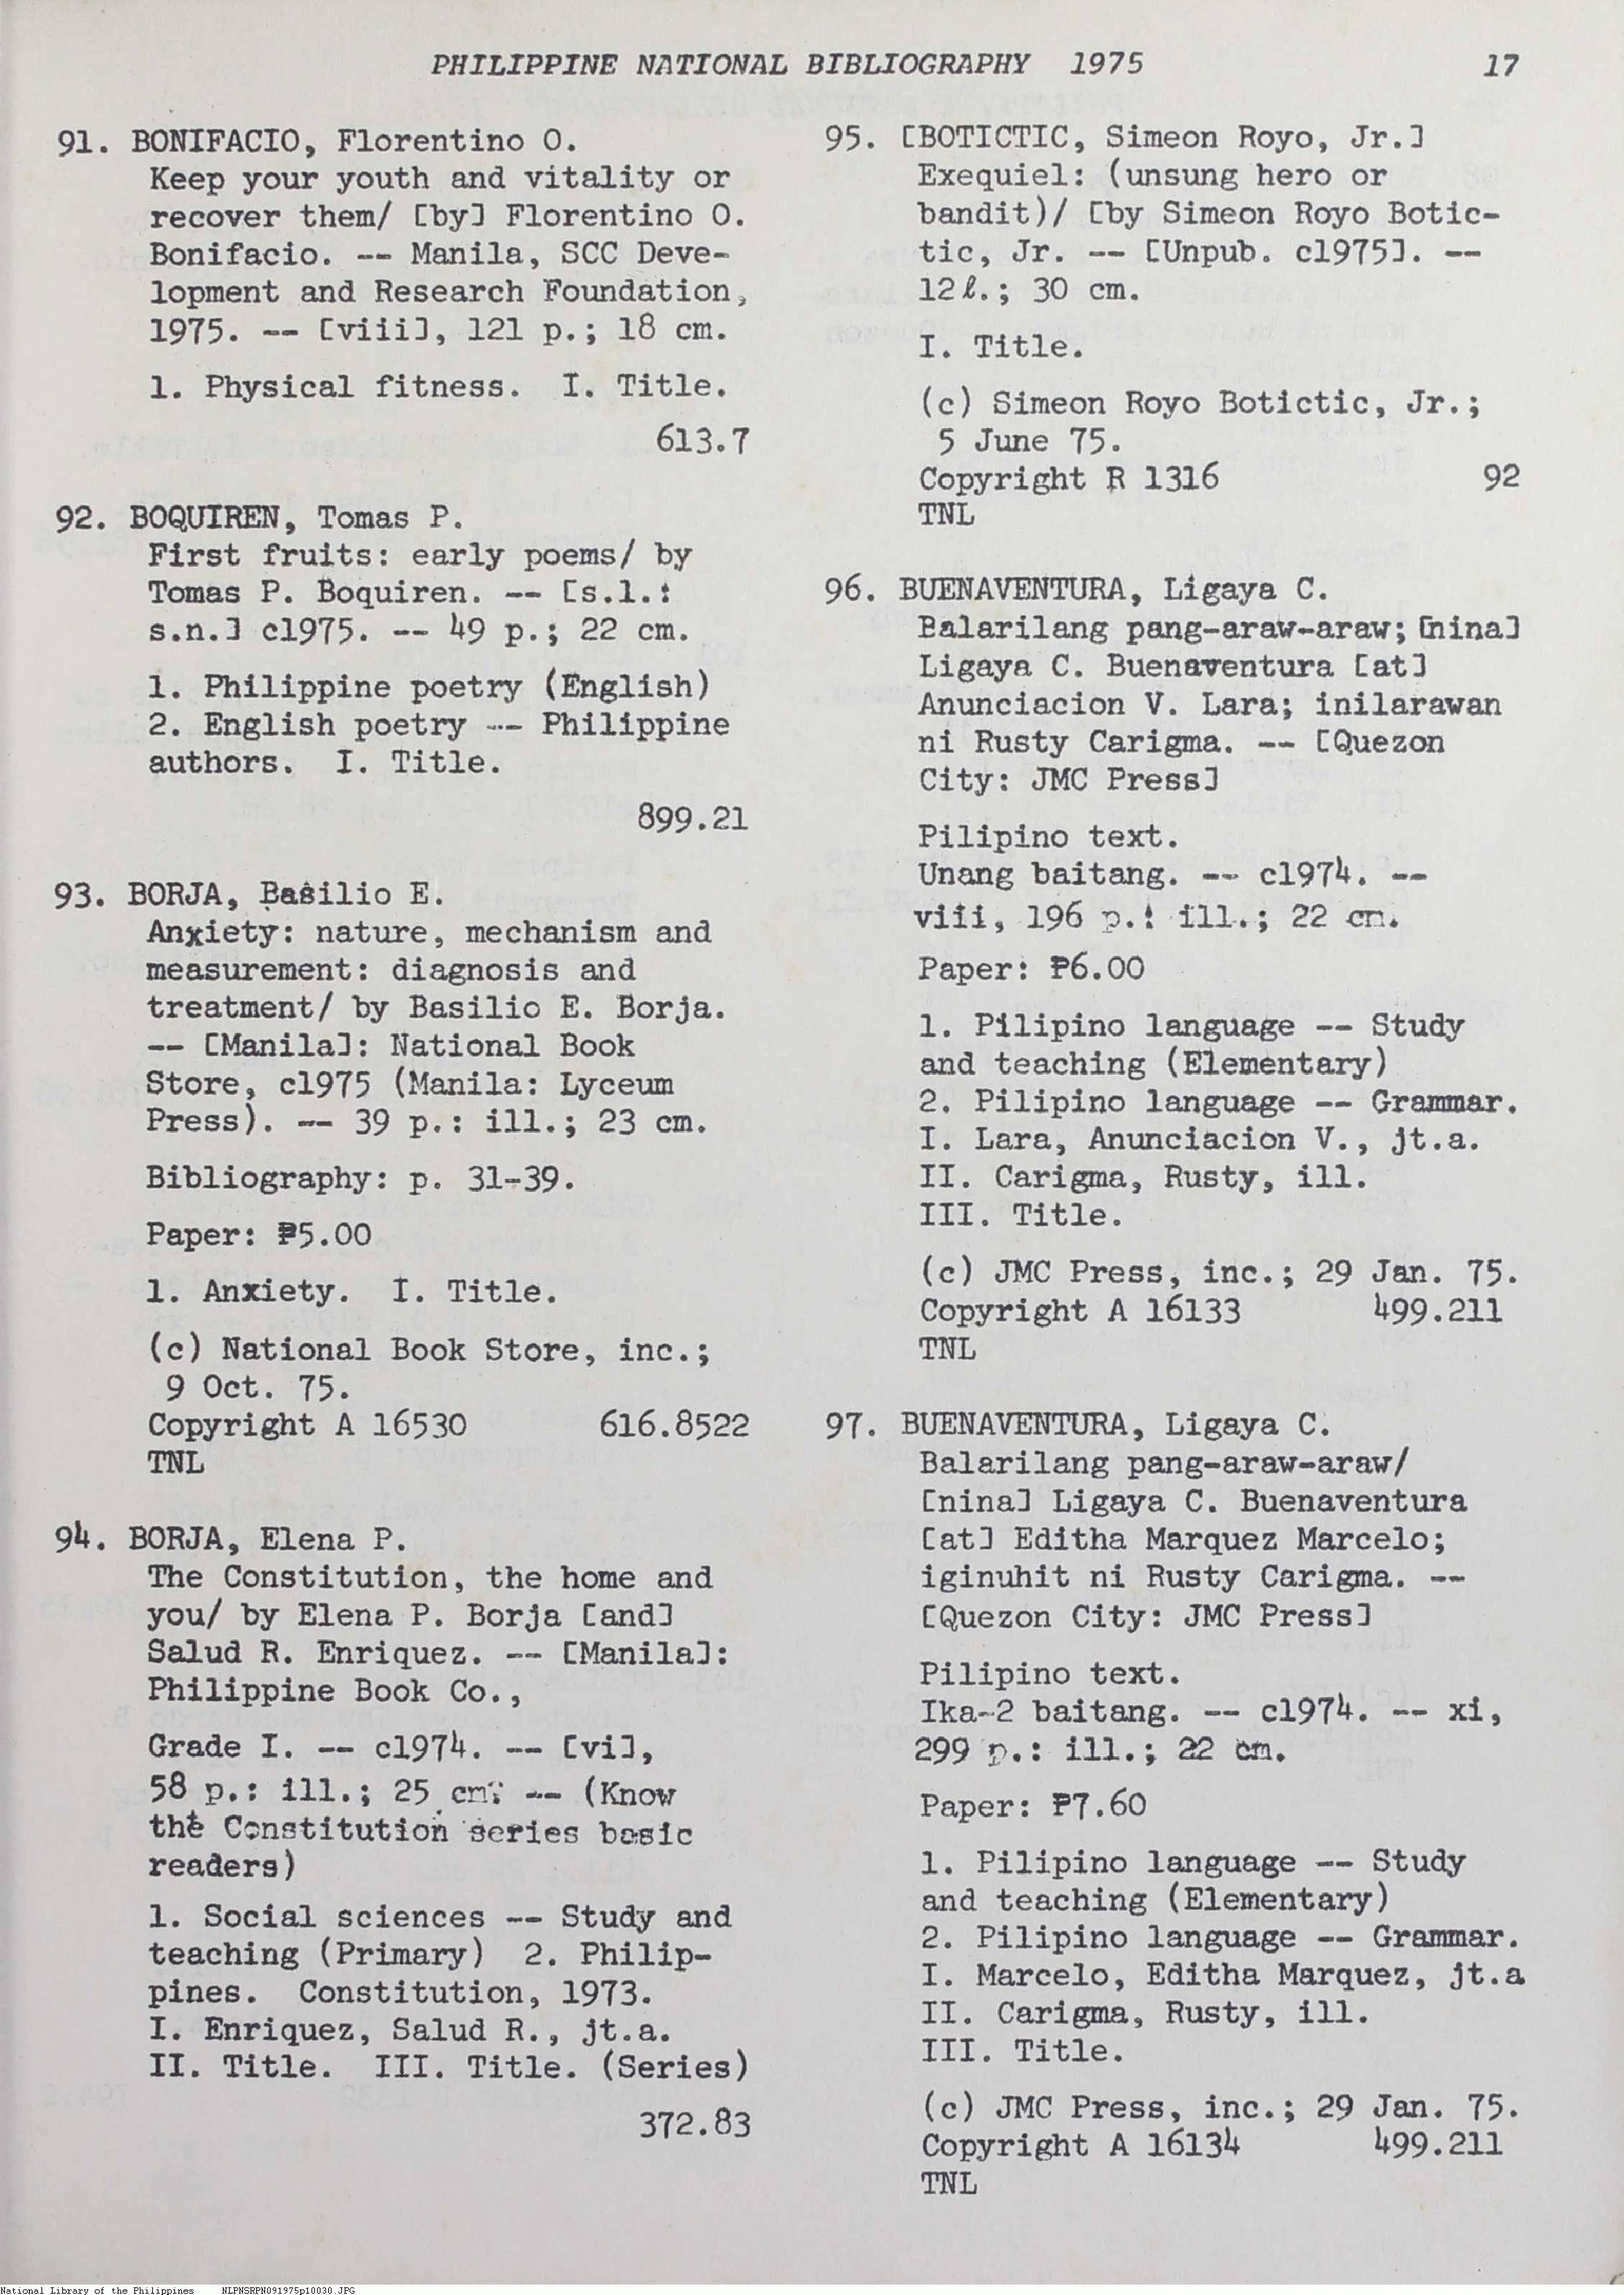 PHILIPPINE NATIONAL BIBLIOGRAPHY 1975 17
91. BONIFACIO, Florentino O.
Keep your youth and vitality or
recover them/ [by] Florentino O.
Bonifacio. -- Manila, SCC Deve-
lopment and Research Foundation,
1975. -- [viii], 121 p.; 18 cm.
1. Physical fitness. I. Title.
613.7
92. BOQUIREN, Tomas P.
First fruits: early poems/ by
Tomas P. Boquiren. -- [s.l.:
s.n.] c1975. -- 49 p.; 22 cm.
1. Philippine poetry (English)
2. English poetry -- Philippine
authors. I. Title.
899.21
93. BORJA, Basilio E.
Anxiety: nature, mechanism and
measurement: diagnosis and
treatment/ by Basilio E. Borja.
-- [Manila]: National Book
Store, c1975 (Manila: Lyceum
Press). -- 39 p.: ill.; 23 cm.
Bibliography: p. 31-39.
Paper: ₱5.00
1. Anxiety. I. Title.
(c) National Book Store, inc.;
9 Oct. 75.
Copyright A 16530 616.8522
TNL
94. BORJA, Elena P.
The Constitution, the home and
you/ by Elena P. Borja [and]
Salud R. Enriquez. -- [Manila]:
Philippine Book Co.,
Grade I. -- c1974. -- [vi],
58 p.: ill.; 25 cm. -- (Know
the Constitution series basic
readers)
1. Social sciences -- Study and
teaching (Primary) 2. Philip-
pines. Constitution, 1973.
I. Enriquez, Salud R., jt.a.
II. Title. III. Title. (Series)
372.83
95. [BOTICTIC, Simeon Royo, Jr.]
Exequiel: (unsung hero or
bandit)/ [by Simeon Royo Botic-
tic, Jr. -- [Unpub. c1975]. --
12ℓ.; 30 cm.
I. Title.
(c) Simeon Royo Botictic, Jr.;
5 June 75.
Copyright R 1316 92
TNL
96. BUENAVENTURA, Ligaya C.
Balarilang pang-araw-araw; [nina]
Ligaya C. Buenaventura [at]
Anunciacion V. Lara; inilarawan
ni Rusty Carigma. -- [Quezon
City: JMC Press]
Pilipino text.
Unang baitang. -- c1974. --
viii, 196 p.: ill.; 22 cm.
Paper: ₱6.00
1. Pilipino language -- Study
and teaching (Elementary)
2. Pilipino language -- Grammar.
I. Lara, Anunciacion V., jt.a.
II. Carigma, Rusty, ill.
III. Title.
(c) JMC Press, inc.; 29 Jan. 75.
Copyright A 16133 499.211
TNL
97. BUENAVENTURA, Ligaya C.
Balarilang pang-araw-araw/
[nina] Ligaya C. Buenaventura
[at] Editha Marquez Marcelo;
iginuhit ni Rusty Carigma. --
[Quezon City: JMC Press]
Pilipino text.
Ika-2 baitang. -- c1974. -- xi,
299 p.: ill.; 22 cm.
Paper: ₱7.60
1. Pilipino language -- Study
and teaching (Elementary)
2. Pilipino language -- Grammar.
I. Marcelo, Editha Marquez, jt.a
II. Carigma, Rusty, ill.
III. Title.
(c) JMC Press, inc.; 29 Jan. 75.
Copyright A 16134 499.211
TNL
National Library of the Philippines NLPNSRPN091975p10030.JPG